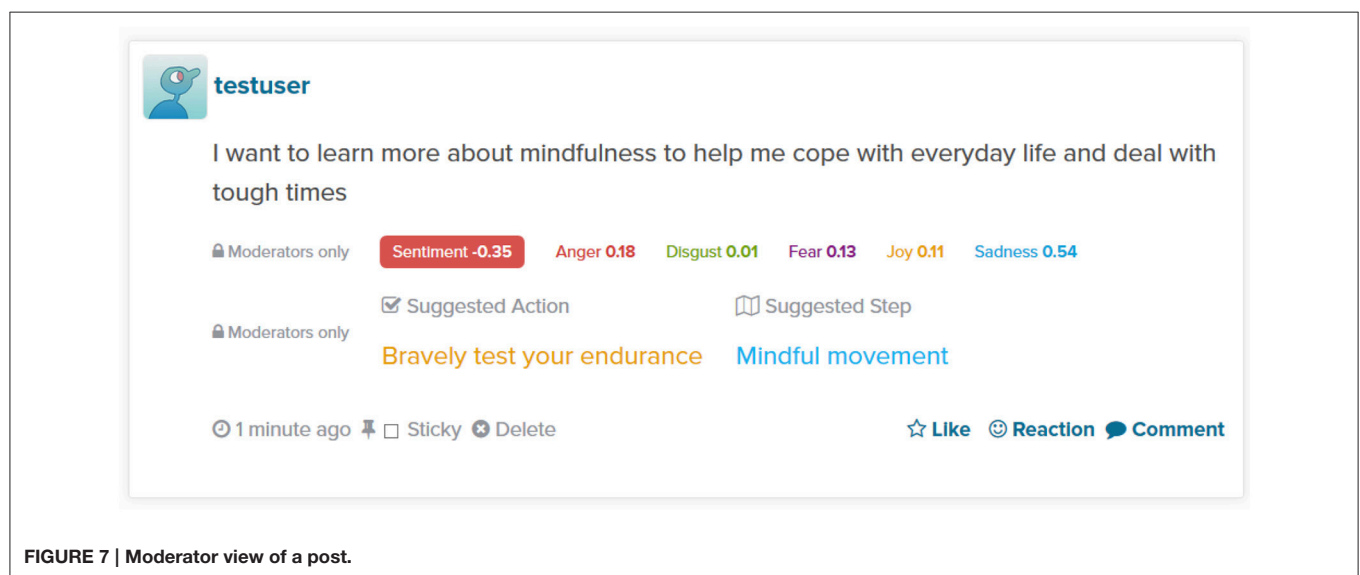 testuser
I want to learn more about mindfulness to help me cope with everyday life and deal with
tough times
Moderators only Sentiment -0.35 Anger 0.18 Disgust 0.01 Fear 0.13 Joy 0.11 Sadness 0.54
Suggested Action Suggested Step
Moderators only
Bravely test your endurance Mindful movement
1 minute ago Sticky Delete Like Reaction Comment
FIGURE 7 | Moderator view of a post.